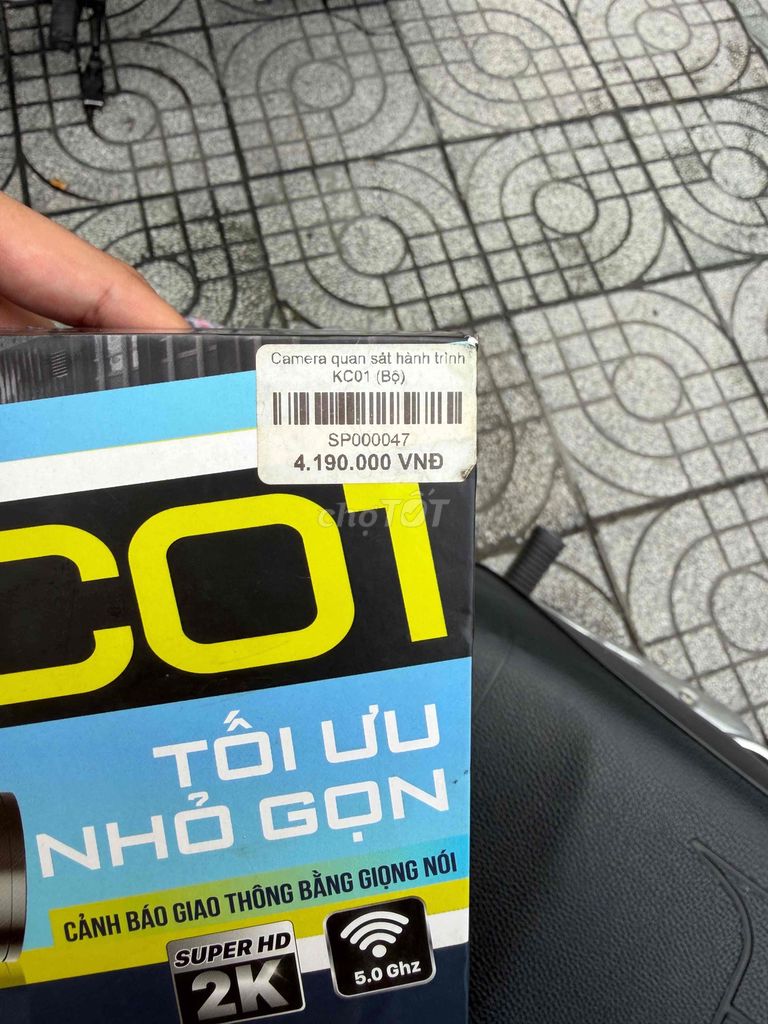 Camera quan sát hành trình
KC01 (Bộ)
SP000047
4.190.000 VNĐ
chợTỐT
C01
TỐI ƯU
NHỎ GỌN
CẢNH BÁO GIAO THÔNG BẰNG GIỌNG NÓI
SUPER HD
2K
5.0 Ghz